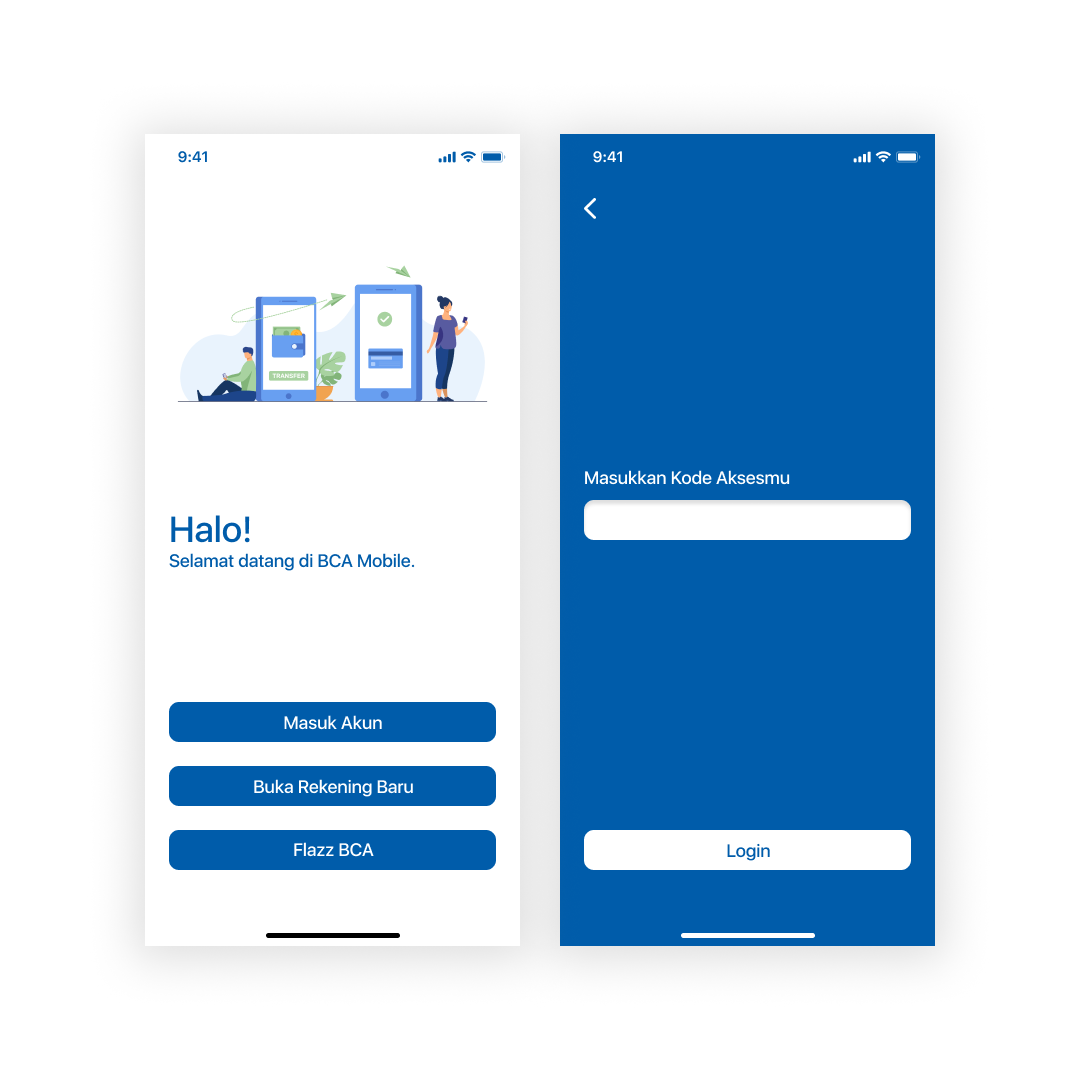 9:41
TRANSFER
Halo!
Selamat datang di BCA Mobile.
Masuk Akun
Buka Rekening Baru
Flazz BCA
9:41
Masukkan Kode Aksesmu
Login